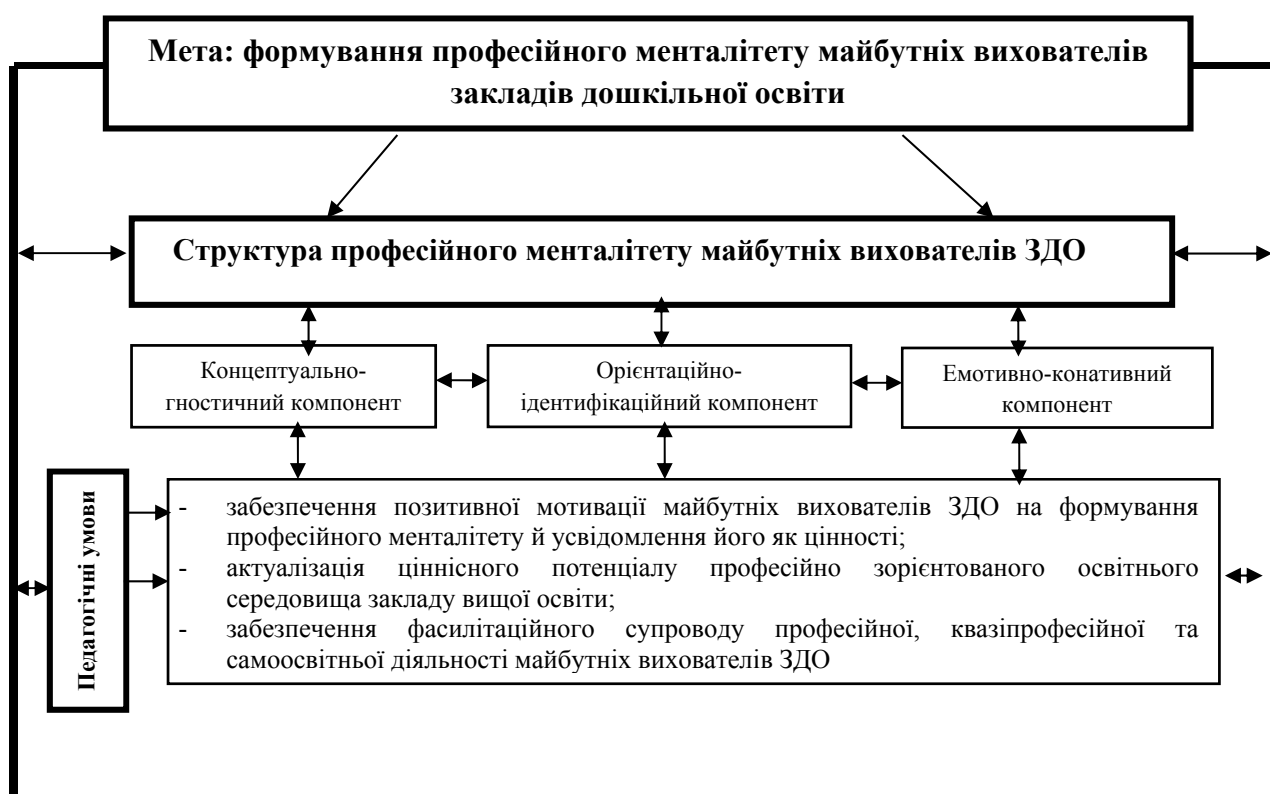 Мета: формування професійного менталітету майбутніх вихователів
закладів дошкільної освіти
Структура професійного менталітету майбутніх вихователів ЗДО
Концептуально-
гностичний компонент
Орієнтаційно-
ідентифікаційний компонент
Емотивно-конативний
компонент
Педагогічні умови
- забезпечення позитивної мотивації майбутніх вихователів ЗДО на формування
професійного менталітету й усвідомлення його як цінності;
- актуалізація ціннісного потенціалу професійно зорієнтованого освітнього
середовища закладу вищої освіти;
- забезпечення фасилітаційного супроводу професійної, квазіпрофесійної та
самоосвітньої діяльності майбутніх вихователів ЗДО